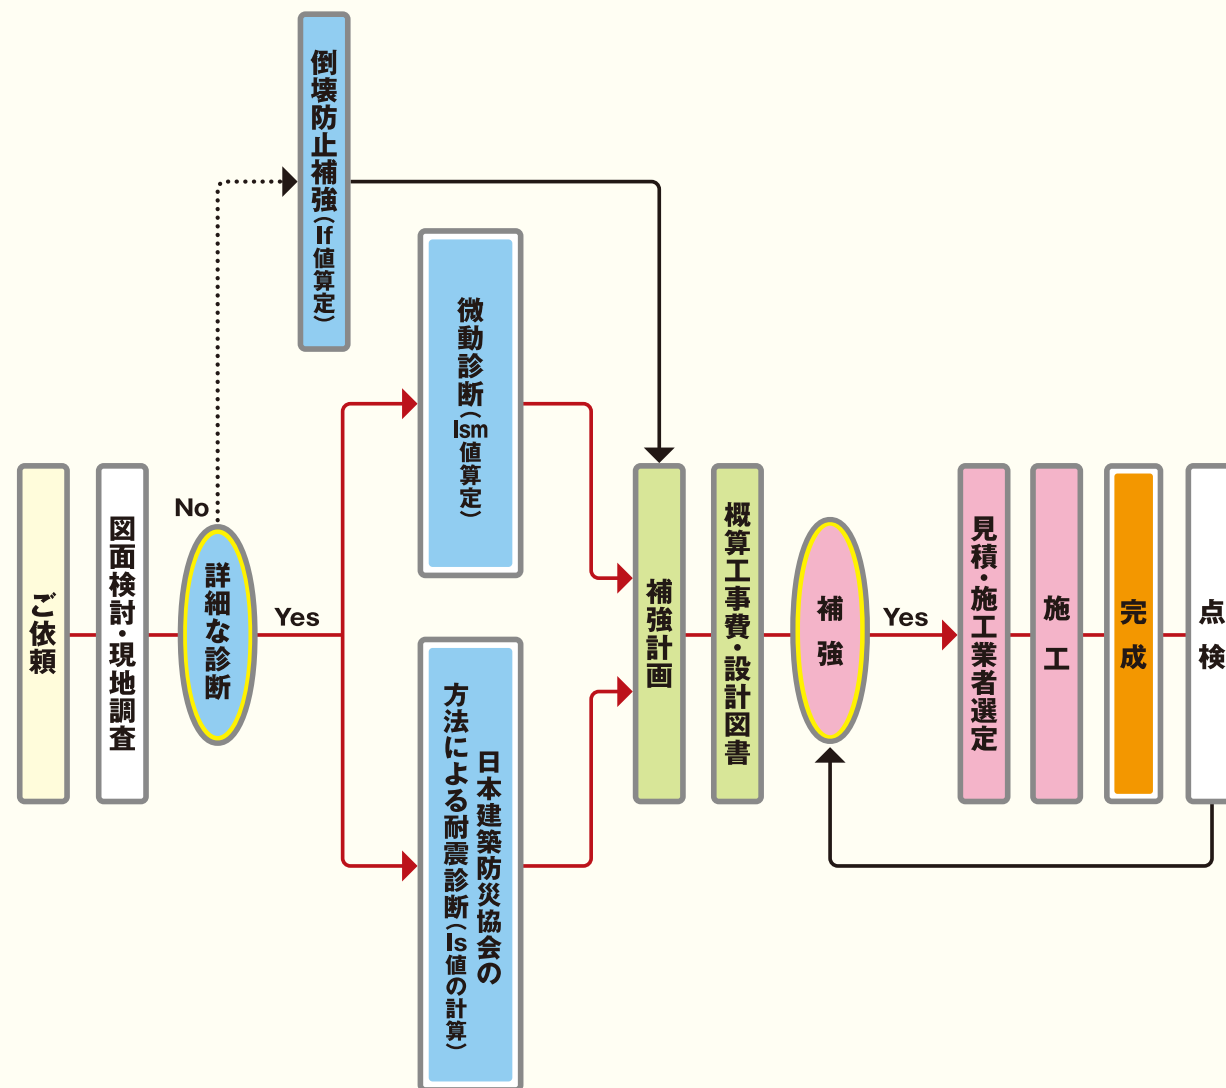 ご依頼
図面検討・現地調査
詳細な診断
No
Yes
倒壊防止補強(If値算定)
微動診断(Ism値算定)
日本建築防災協会の
方法による耐震診断(Is値の計算)
補強計画
概算工事費・設計図書
補強
Yes
見積・施工業者選定
施工
完成
点検